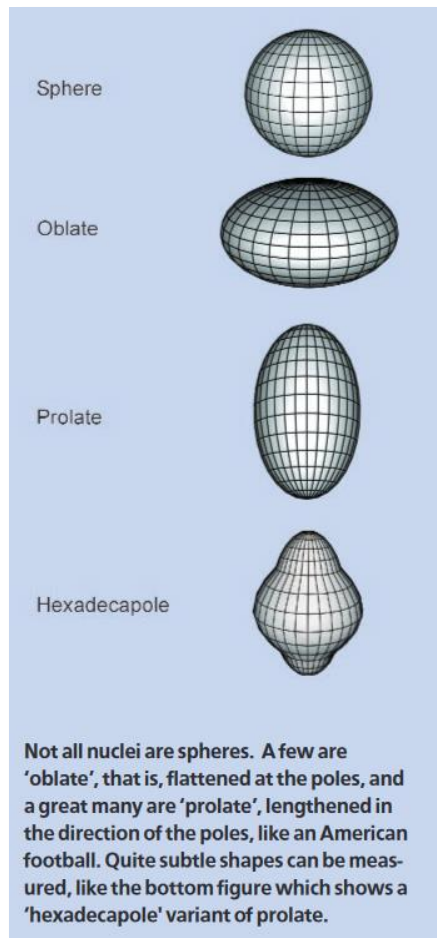 Sphere
Oblate
Prolate
Hexadecapole
Not all nuclei are spheres. A few are
‘oblate’, that is, flattened at the poles, and
a great many are ‘prolate’, lengthened in
the direction of the poles, like an American
football. Quite subtle shapes can be meas-
ured, like the bottom figure which shows a
‘hexadecapole' variant of prolate.